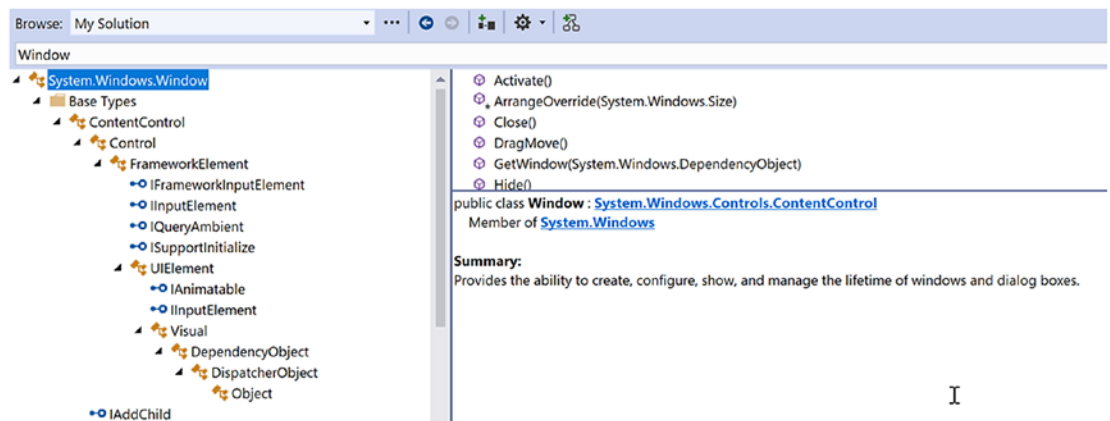 Browse: My Solution
Window
System.Windows.Window
Base Types
ContentControl
Control
FrameworkElement
IFrameworkInputElement
IInputElement
IQueryAmbient
ISupportInitialize
UIElement
IAnimatable
IInputElement
Visual
DependencyObject
DispatcherObject
Object
IAddChild
Activate()
ArrangeOverride(System.Windows.Size)
Close()
DragMove()
GetWindow(System.Windows.DependencyObject)
Hide()
public class Window : System.Windows.Controls.ContentControl
Member of System.Windows
Summary:
Provides the ability to create, configure, show, and manage the lifetime of windows and dialog boxes.